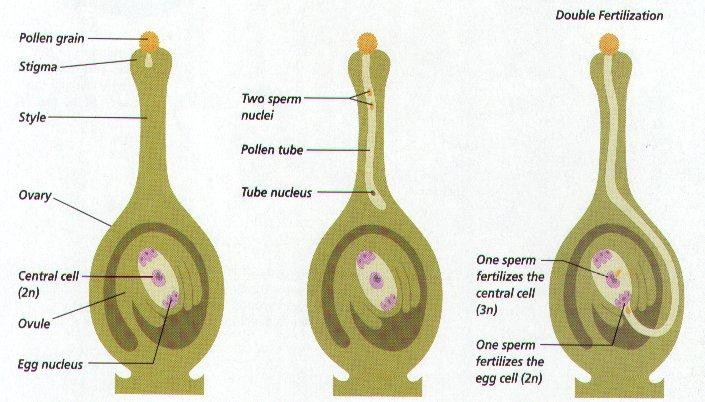 Pollen grain
Stigma
Style
Ovary
Central cell
(2n)
Ovule
Egg nucleus
Two sperm
nuclei
Pollen tube
Tube nucleus
Double Fertilization
One sperm
fertilizes the
central cell
(3n)
One sperm
fertilizes the
egg cell (2n)